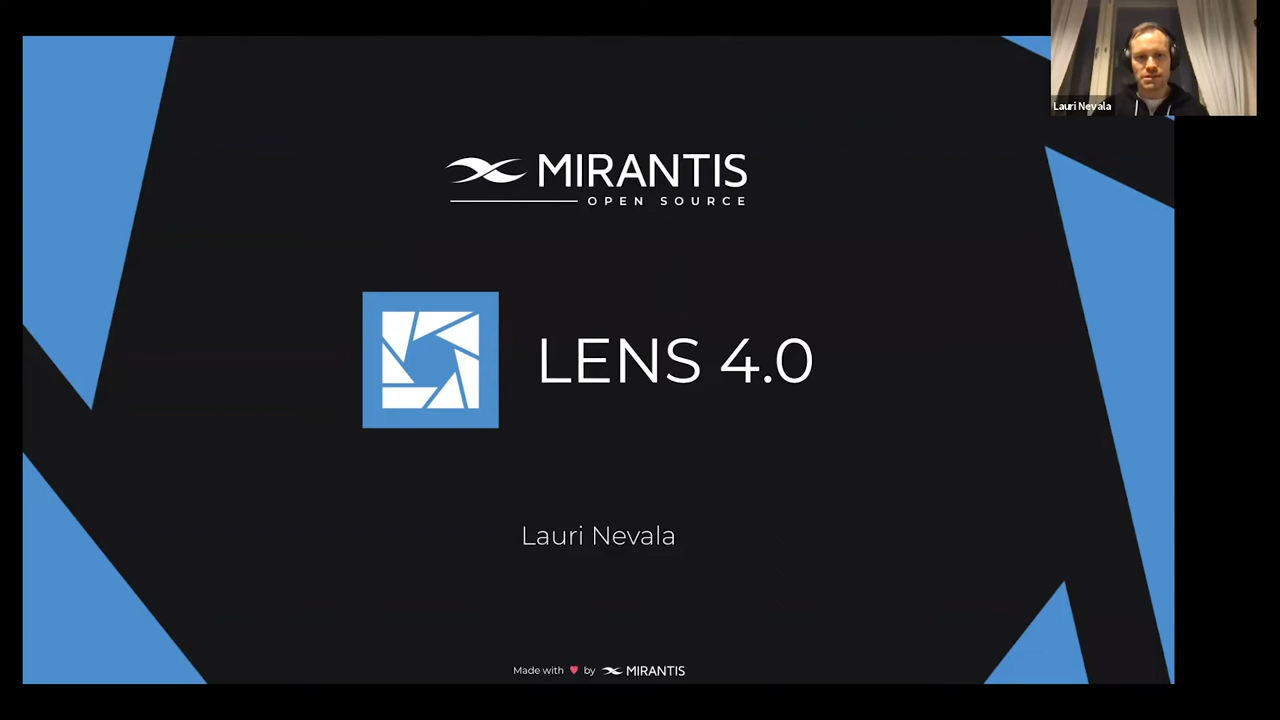 Lauri Nevala
MIRANTIS
OPEN SOURCE
LENS 4.0
Lauri Nevala
Made with ♥ by MIRANTIS